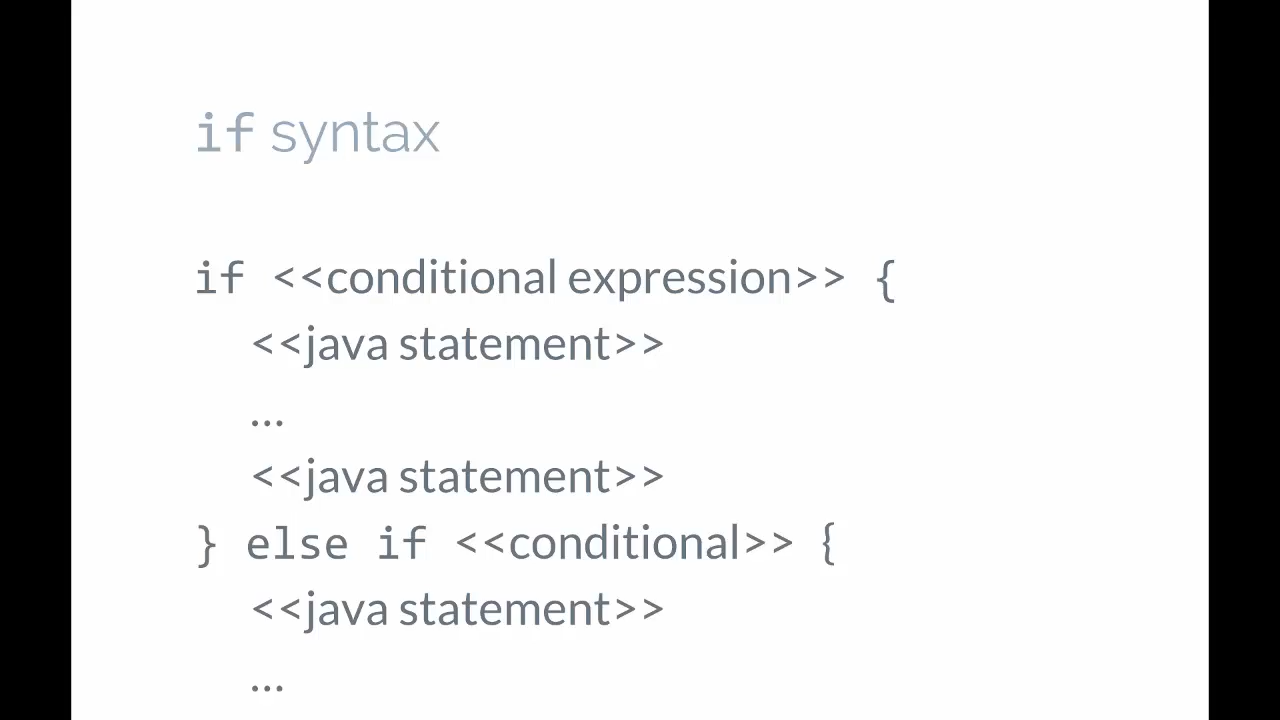 if syntax
if <<conditional expression>> {
<<java statement>>
...
<<java statement>>
} else if <<conditional>> {
<<java statement>>
...